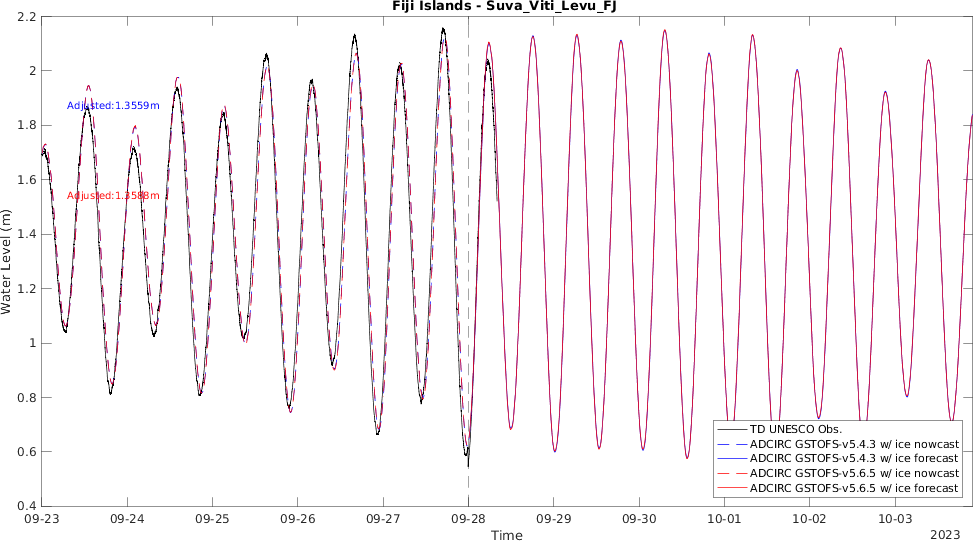 Fiji Islands - Suva_Viti_Levu_FJ
2.2
2
1.8
1.6
1.4
1.2
1
0.8
0.6
0.4
Water Level (m)
Adjusted:1.3559m
Adjusted:1.3588m
TD UNESCO Obs.
ADCIRC GSTOFS-v5.4.3 w/ ice nowcast
ADCIRC GSTOFS-v5.4.3 w/ ice forecast
ADCIRC GSTOFS-v5.6.5 w/ ice nowcast
ADCIRC GSTOFS-v5.6.5 w/ ice forecast
09-23 09-24 09-25 09-26 09-27 09-28 09-29 09-30 10-01 10-02 10-03
Time
2023